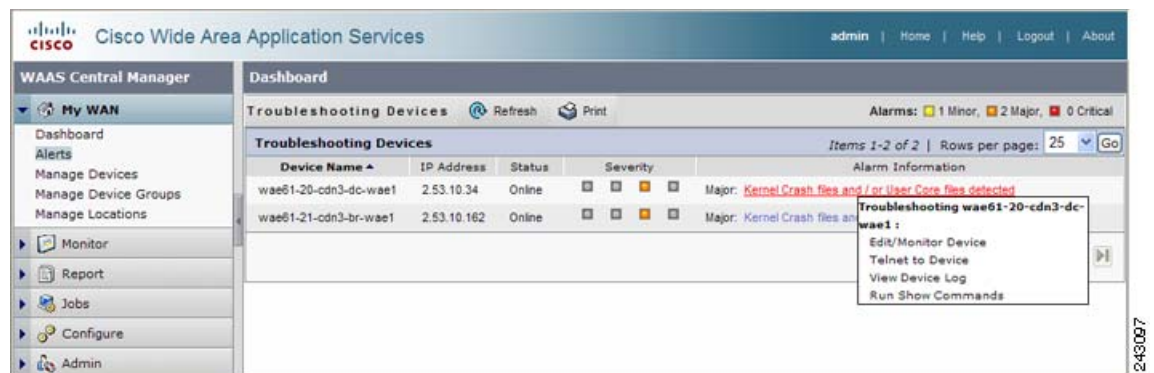 CISCO Cisco Wide Area Application Services
admin | Home | Help | Logout | About
WAAS Central Manager
Dashboard
My WAN
Dashboard
Alerts
Manage Devices
Manage Device Groups
Manage Locations
Monitor
Report
Jobs
Configure
Admin
Troubleshooting Devices Refresh Print
Alarms: 1 Minor, 2 Major, 0 Critical
Troubleshooting Devices
Items 1-2 of 2 | Rows per page: 25 Go
Device Name IP Address Status Severity Alarm Information
wae61-20-cdn3-dc-wae1 2.53.10.34 Online Major: Kernel Crash files and / or User Core files detected
wae61-21-cdn3-br-wae1 2.53.10.162 Online Major: Kernel Crash files an
Troubleshooting wae61-20-cdn3-dc-
wae1 :
Edit/Monitor Device
Telnet to Device
View Device Log
Run Show Commands
243097